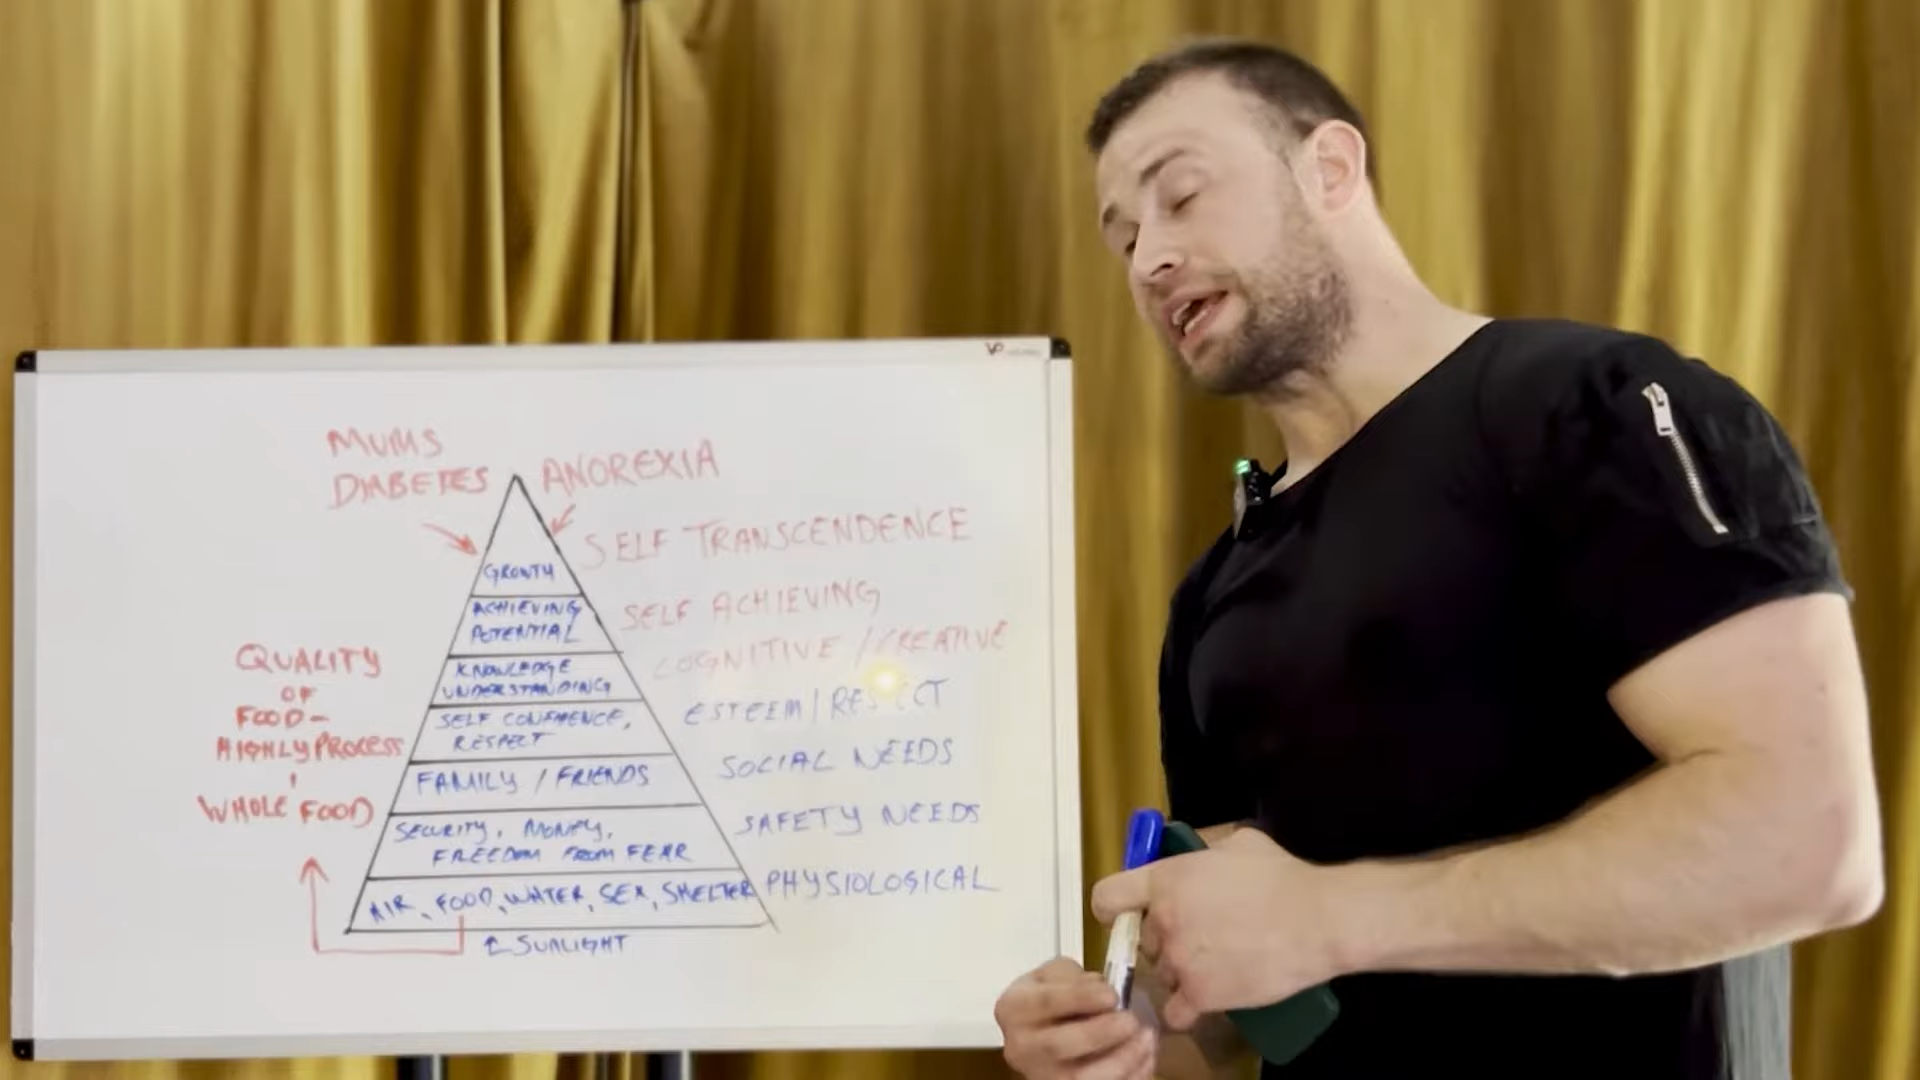 MUMS
DIABETES
ANOREXIA
SELF TRANSCENDENCE
GROWTH
ACHIEVING
POTENTIAL
SELF ACHIEVING
COGNITIVE / CREATIVE
KNOWLEDGE
UNDERSTANDING
ESTEEM / RESPECT
SELF CONFIDENCE,
RESPECT
SOCIAL NEEDS
FAMILY / FRIENDS
SAFETY NEEDS
SECURITY, MONEY,
FREEDOM FROM FEAR
PHYSIOLOGICAL
AIR, FOOD, WATER, SEX, SHELTER
SUNLIGHT
QUALITY
OF
FOOD -
HIGHLY PROCESS
WHOLE FOOD